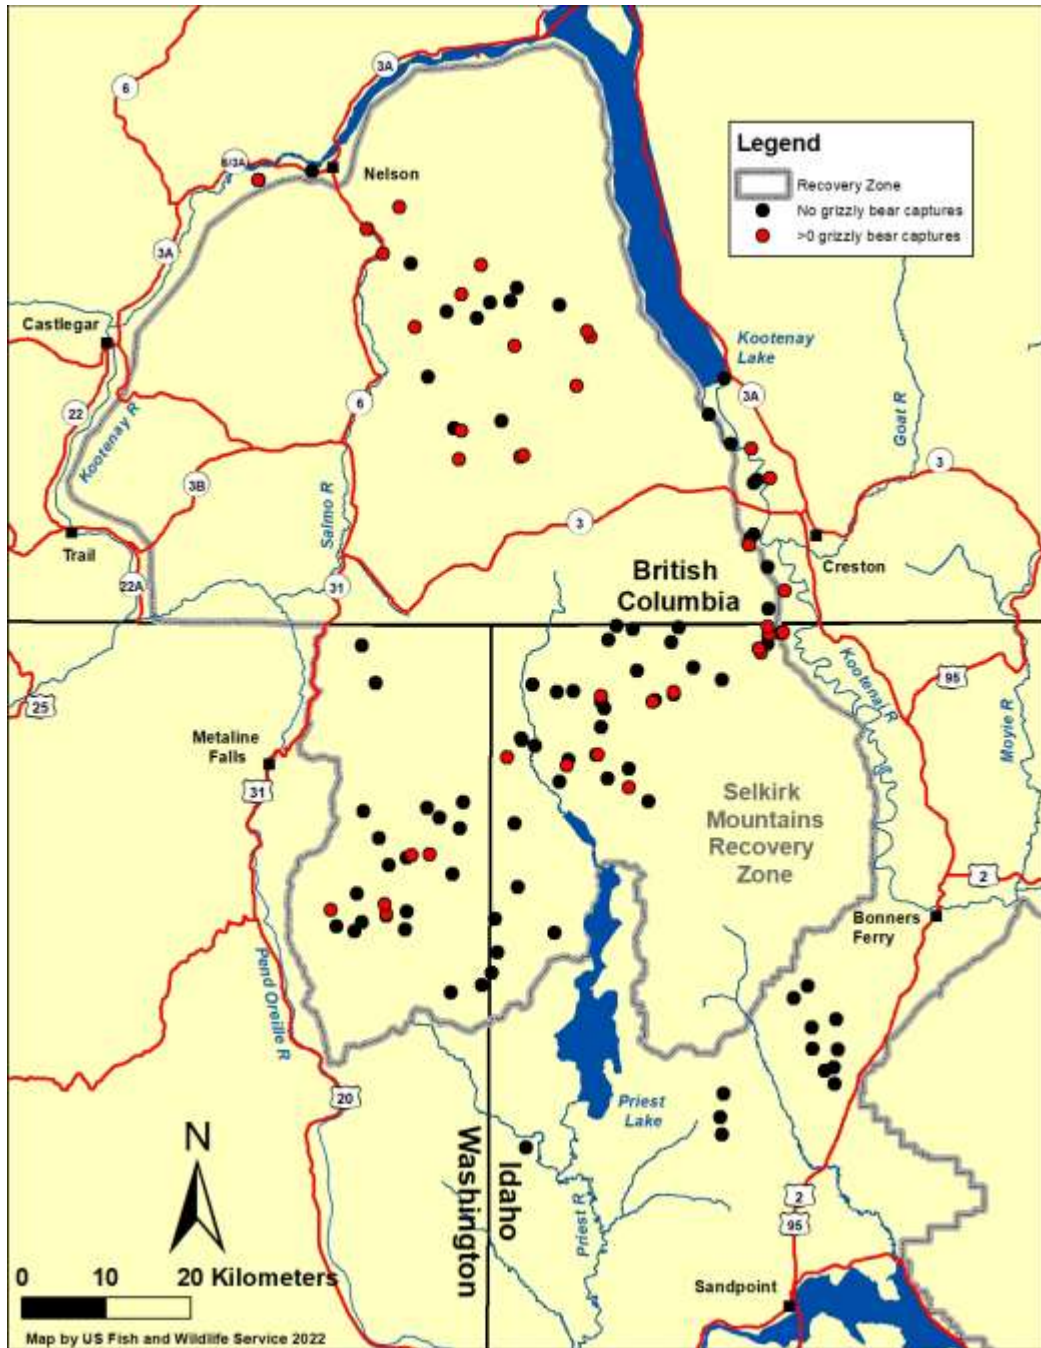 3A
6
6/3A
Nelson
Legend
Recovery Zone
No grizzly bear captures
>0 grizzly bear captures
3A
Castlegar
Kootenay
Lake
22
6
3A
Kootenay R
Goat R
3
3B
Salmo R
3
Trail
22A
31
British
Columbia
Creston
Kootenai R
95
25
Moyie R
Metaline
Falls
31
Selkirk
Mountains
Recovery
Zone
2
Bonners
Ferry
Pend Oreille R
20
Priest
Lake
N
Washington
Idaho
Priest R
2
95
0 10 20 Kilometers
Sandpoint
Map by US Fish and Wildlife Service 2022